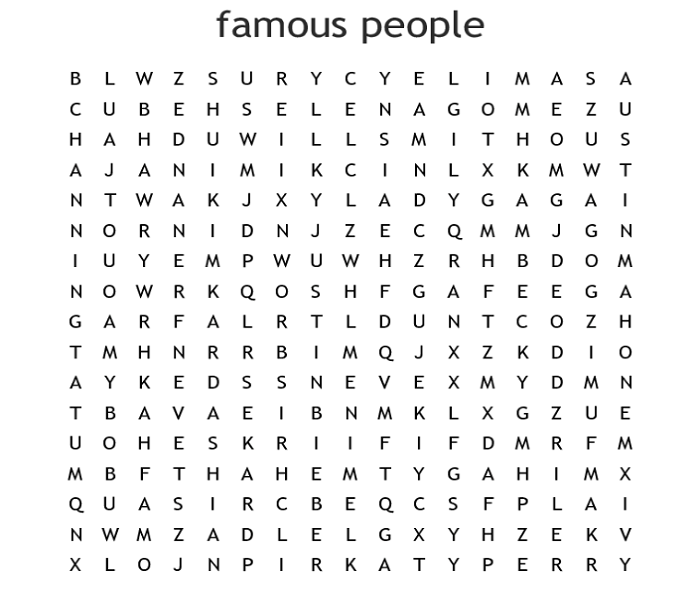 famous people
B L W Z S U R Y C Y E L I M A S A
C U B E H S E L E N A G O M E Z U
H A H D U W I L L S M I T H O U S
A J A N I M I K C I N L X K M W T
N T W A K J X Y L A D Y G A G A I
N O R N I D N J Z E C Q M M J G N
I U Y E M P W U W H Z R H B D O M
N O W R K Q O S H F G A F E E G A
G A R F A L R T L D U N T C O Z H
T M H N R R B I M Q J X Z K D I O
A Y K E D S S N E V E X M Y D M N
T B A V A E I B N M K L X G Z U E
U O H E S K R I I F I F D M R F M
M B F T H A H E M T Y G A H I M X
Q U A S I R C B E Q C S F P L A I
N W M Z A D L E L G X Y H Z E K V
X L O J N P I R K A T Y P E R R Y